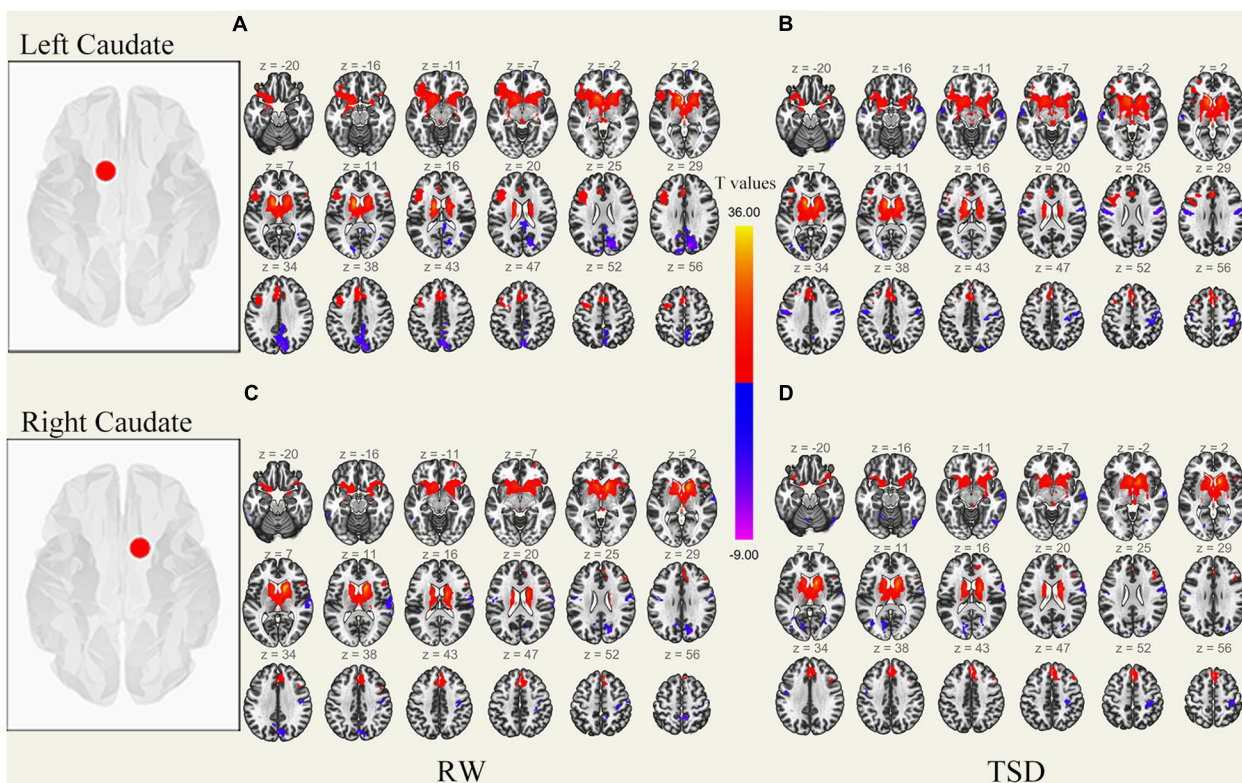 A
B
Left Caudate
z = -20 z = -16 z = -11 z = -7 z = -2 z = 2
z = -20 z = -16 z = -11 z = -7 z = -2 z = 2
z = 7 z = 11 z = 16 z = 20 z = 25 z = 29
z = 7 z = 11 z = 16 z = 20 z = 25 z = 29
T values
36.00
z = 34 z = 38 z = 43 z = 47 z = 52 z = 56
z = 34 z = 38 z = 43 z = 47 z = 52 z = 56
C
D
Right Caudate
z = -20 z = -16 z = -11 z = -7 z = -2 z = 2
z = -20 z = -16 z = -11 z = -7 z = -2 z = 2
-9.00
z = 7 z = 11 z = 16 z = 20 z = 25 z = 29
z = 7 z = 11 z = 16 z = 20 z = 25 z = 29
z = 34 z = 38 z = 43 z = 47 z = 52 z = 56
z = 34 z = 38 z = 43 z = 47 z = 52 z = 56
RW
TSD